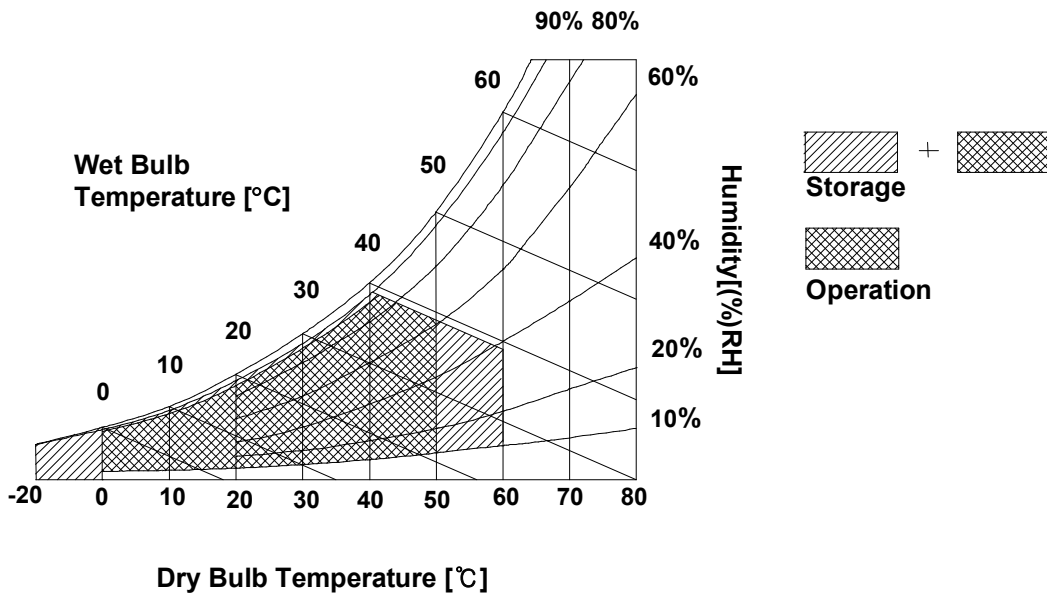 90% 80%
60
60%
50
Wet Bulb
Temperature [°C]
40
40%
30
20
20%
10
10%
0
Humidity[(%)RH]
-20 0 10 20 30 40 50 60 70 80
Dry Bulb Temperature [℃]
+
Storage
Operation